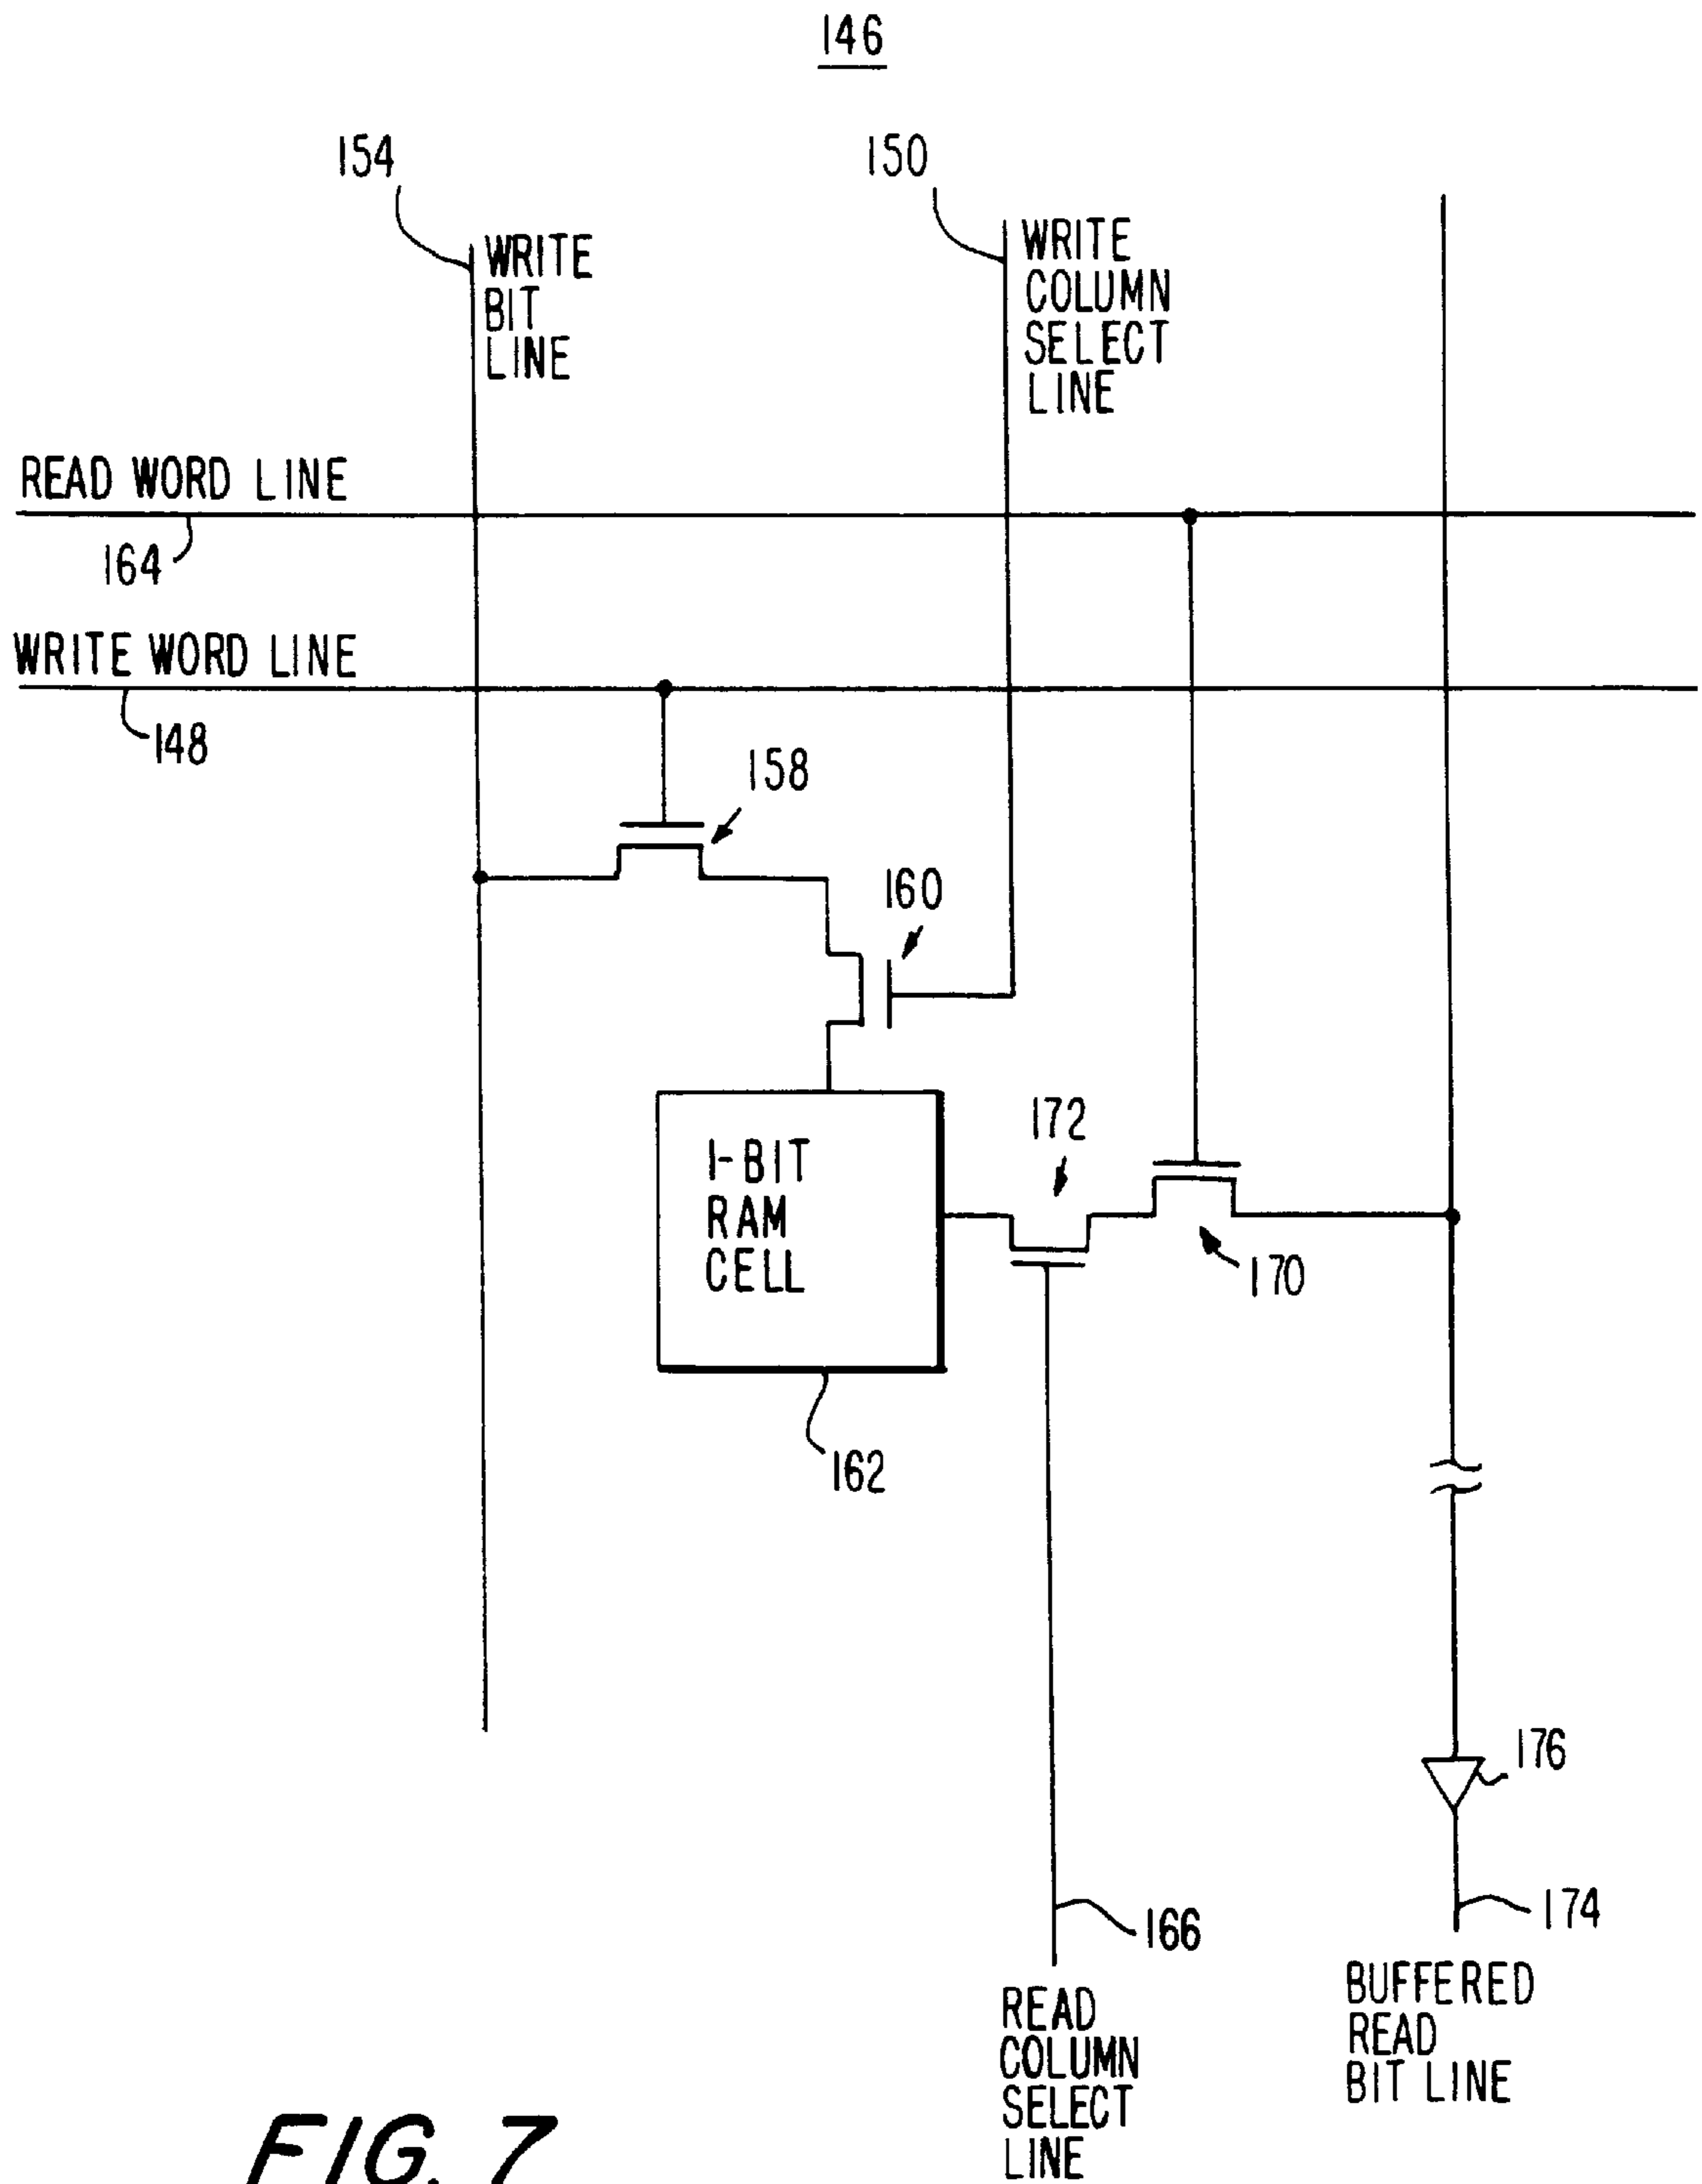 146
154
150
WRITE
BIT
LINE
WRITE
COLUMN
SELECT
LINE
READ WORD LINE
164
WRITE WORD LINE
148
158
160
1-BIT
RAM
CELL
172
170
162
176
174
166
READ
COLUMN
SELECT
LINE
BUFFERED
READ
BIT LINE
FIG. 7